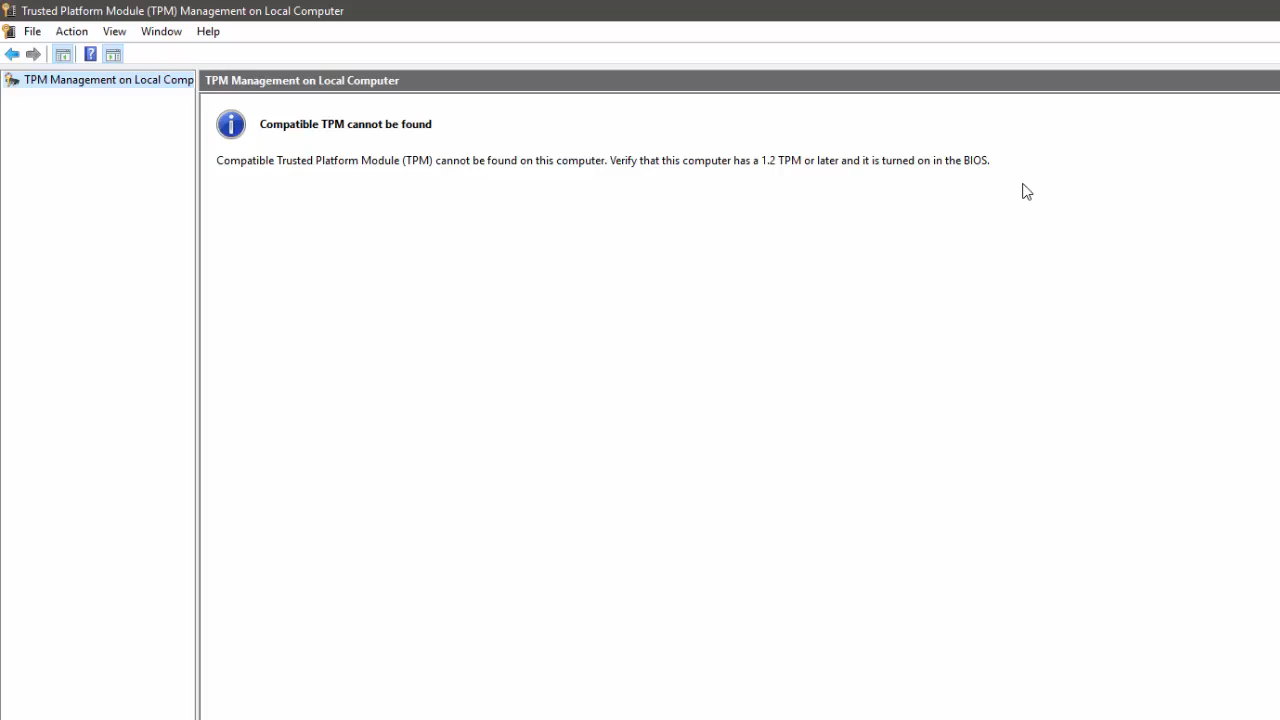 Trusted Platform Module (TPM) Management on Local Computer
File Action View Window Help
TPM Management on Local Comp
TPM Management on Local Computer
Compatible TPM cannot be found
Compatible Trusted Platform Module (TPM) cannot be found on this computer. Verify that this computer has a 1.2 TPM or later and it is turned on in the BIOS.